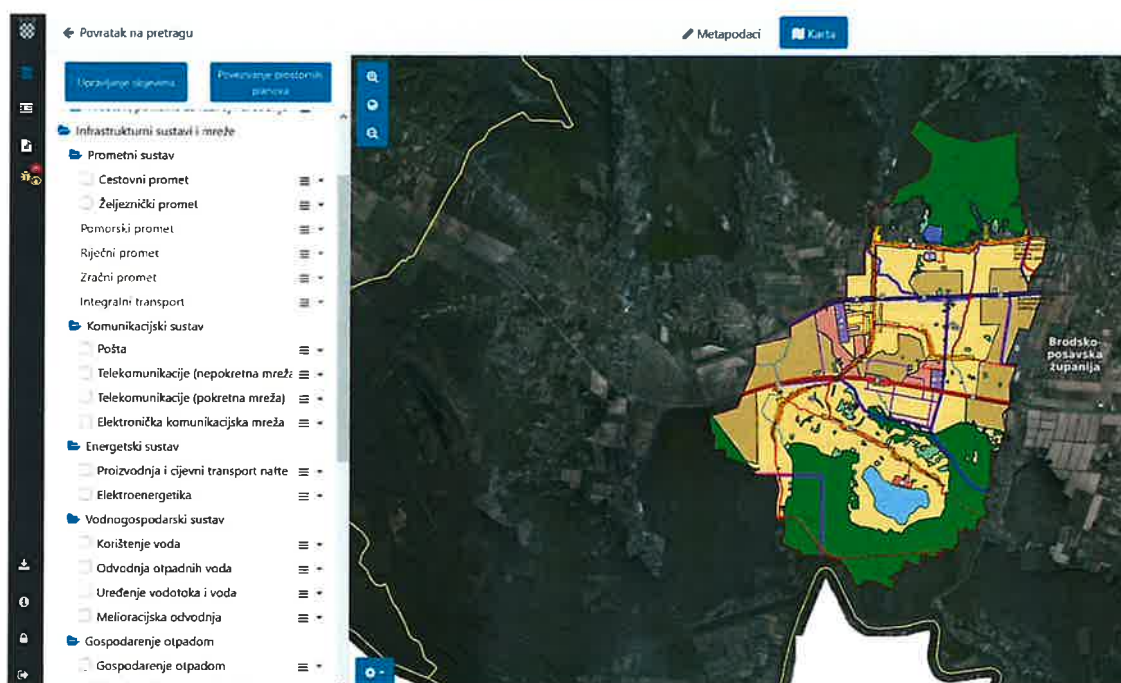 Povratak na pretragu
Metapodaci
Karta
Upravljanje slojevima
Povezivanje prostornih
planova
Infrastrukturni sustavi i mreže
Prometni sustav
Cestovni promet
Željeznički promet
Pomorski promet
Riječni promet
Zračni promet
Integralni transport
Komunikacijski sustav
Pošta
Telekomunikacije (nepokretna mreža
Telekomunikacije (pokretna mreža)
Elektronička komunikacijska mreža
Energetski sustav
Proizvodnja i cijevni transport nafte
Elektroenergetika
Vodnogospodarski sustav
Korištenje voda
Odvodnja otpadnih voda
Uređenje vodotoka i voda
Melioracijska odvodnja
Gospodarenje otpadom
Gospodarenje otpadom
Brodsko-
posavska
županija